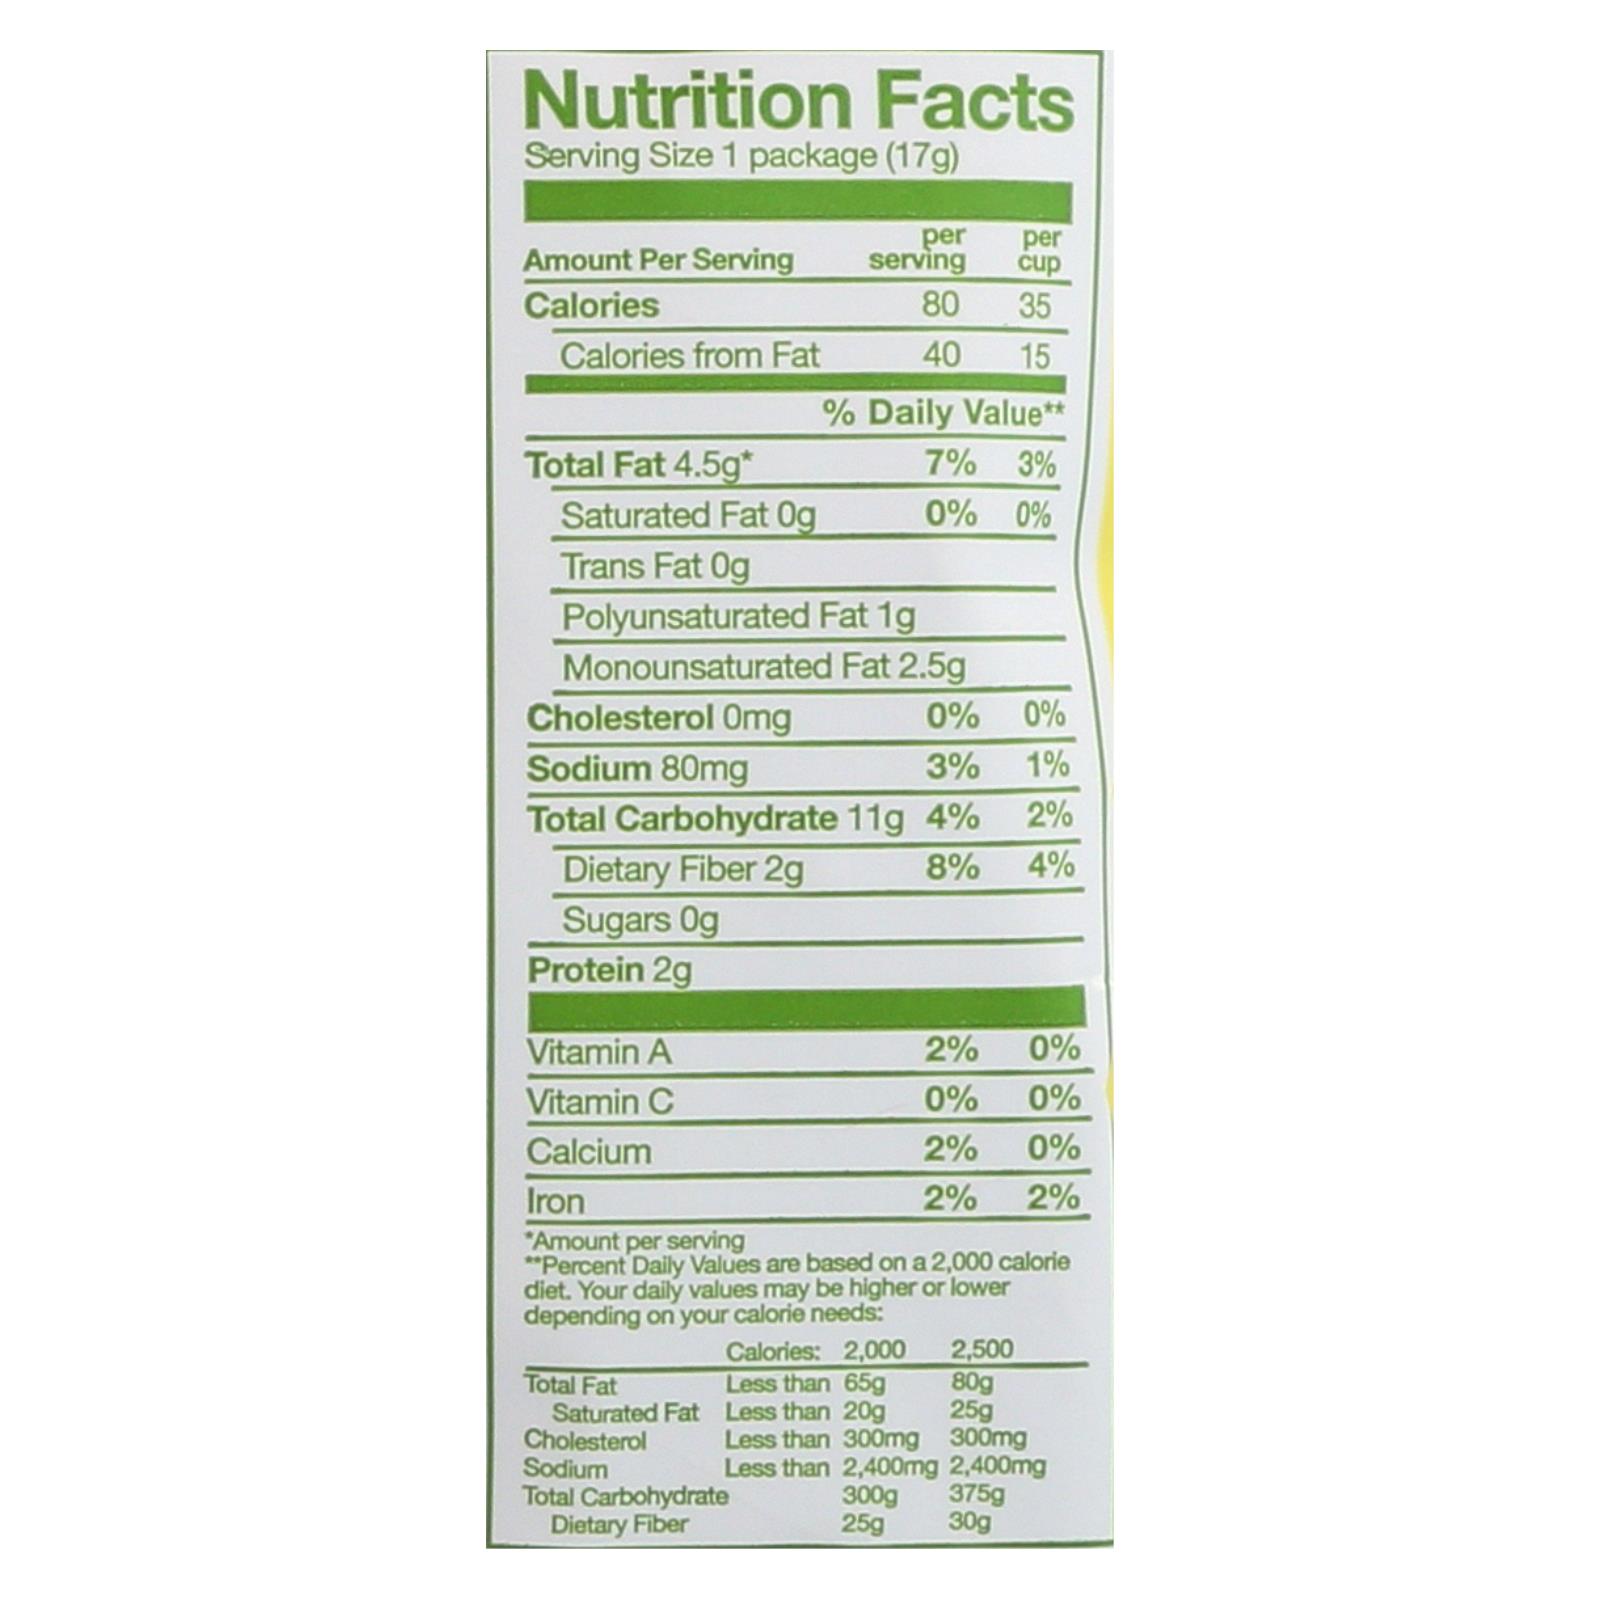 Nutrition Facts
Serving Size 1 package (17g)
Amount Per Serving per serving per cup
Calories 80 35
Calories from Fat 40 15
% Daily Value**
Total Fat 4.5g* 7% 3%
Saturated Fat 0g 0% 0%
Trans Fat 0g
Polyunsaturated Fat 1g
Monounsaturated Fat 2.5g
Cholesterol 0mg 0% 0%
Sodium 80mg 3% 1%
Total Carbohydrate 11g 4% 2%
Dietary Fiber 2g 8% 4%
Sugars 0g
Protein 2g
Vitamin A 2% 0%
Vitamin C 0% 0%
Calcium 2% 0%
Iron 2% 2%
*Amount per serving
**Percent Daily Values are based on a 2,000 calorie
diet. Your daily values may be higher or lower
depending on your calorie needs:
Calories: 2,000 2,500
Total Fat Less than 65g 80g
Saturated Fat Less than 20g 25g
Cholesterol Less than 300mg 300mg
Sodium Less than 2,400mg 2,400mg
Total Carbohydrate 300g 375g
Dietary Fiber 25g 30g